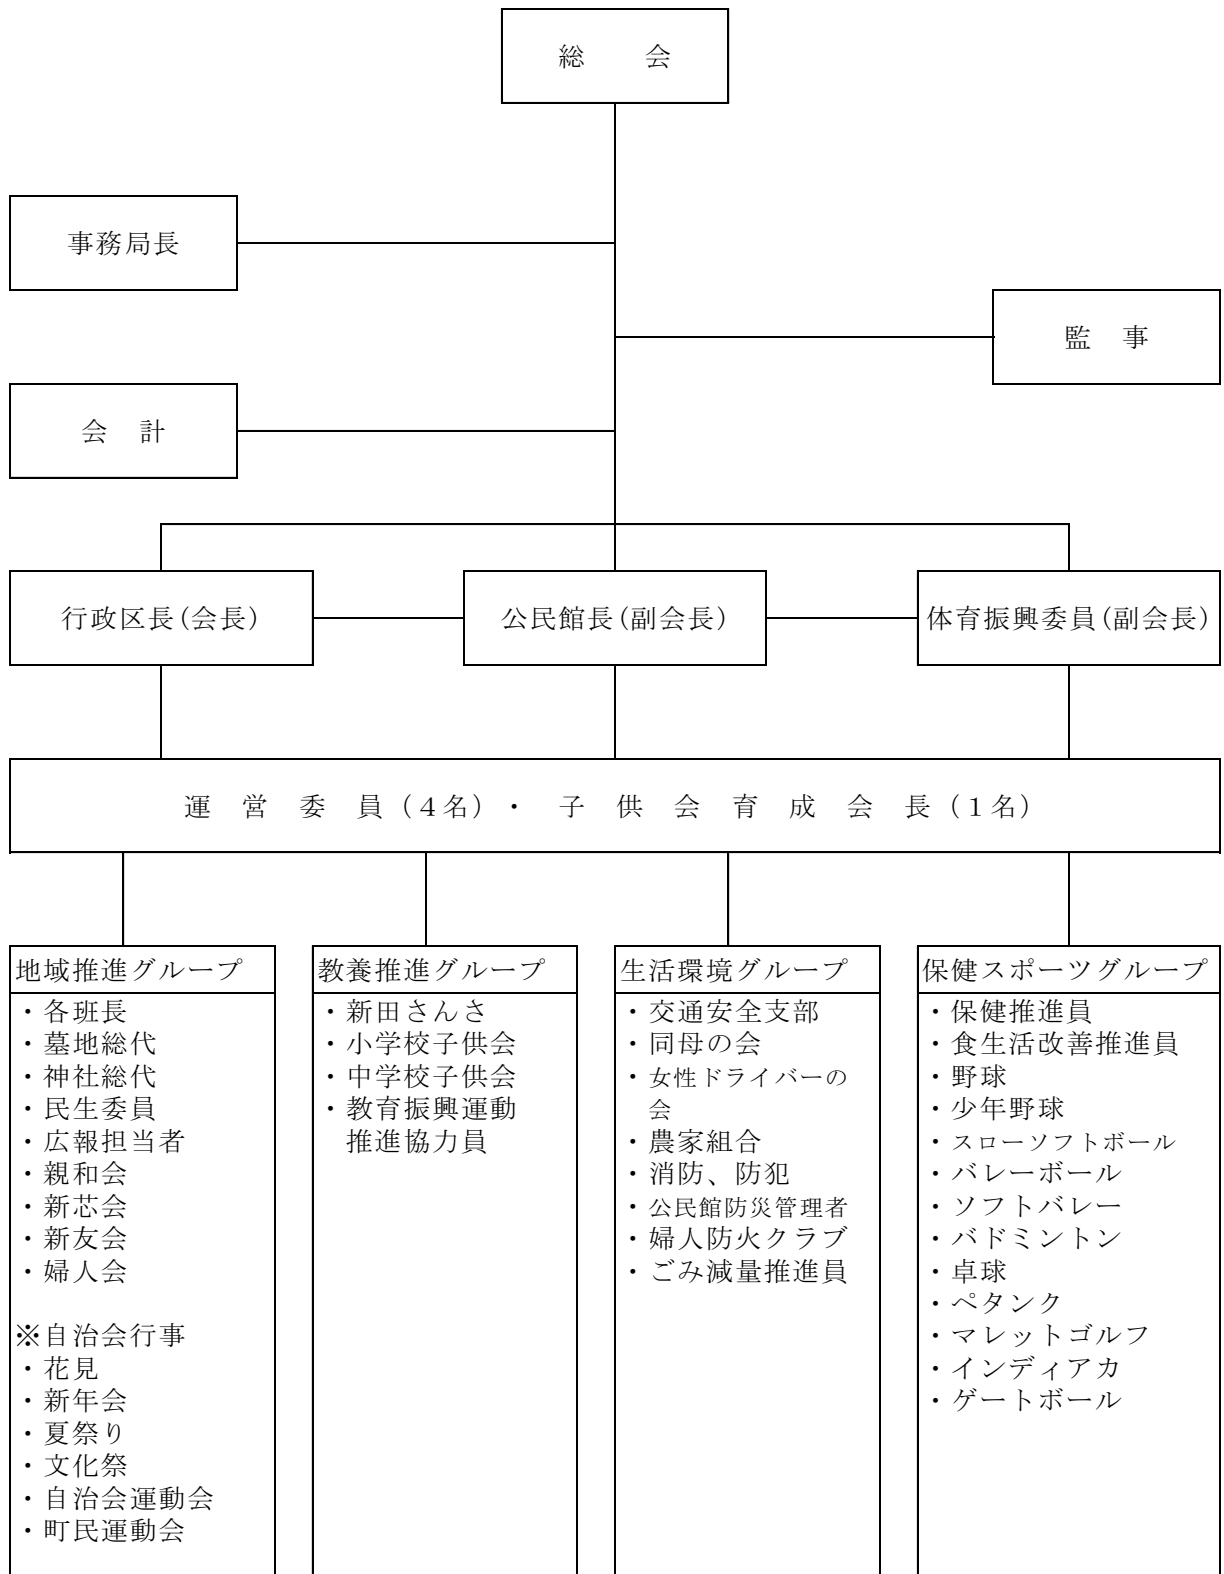 総　会
事務局長
監　事
会　計
行政区長(会長)
公民館長(副会長)
体育振興委員(副会長)
運営委員(４名)・子供会育成会長(１名)
地域推進グループ
・各班長
・墓地総代
・神社総代
・民生委員
・広報担当者
・親和会
・新芯会
・新友会
・婦人会
※自治会行事
・花見
・新年会
・夏祭り
・文化祭
・自治会運動会
・町民運動会
教養推進グループ
・新田さんさ
・小学校子供会
・中学校子供会
・教育振興運動
推進協力員
生活環境グループ
・交通安全支部
・同母の会
・女性ドライバーの
会
・農家組合
・消防、防犯
・公民館防災管理者
・婦人防火クラブ
・ごみ減量推進員
保健スポーツグループ
・保健推進員
・食生活改善推進員
・野球
・少年野球
・スローソフトボール
・バレーボール
・ソフトバレー
・バドミントン
・卓球
・ペタンク
・マレットゴルフ
・インディアカ
・ゲートボール